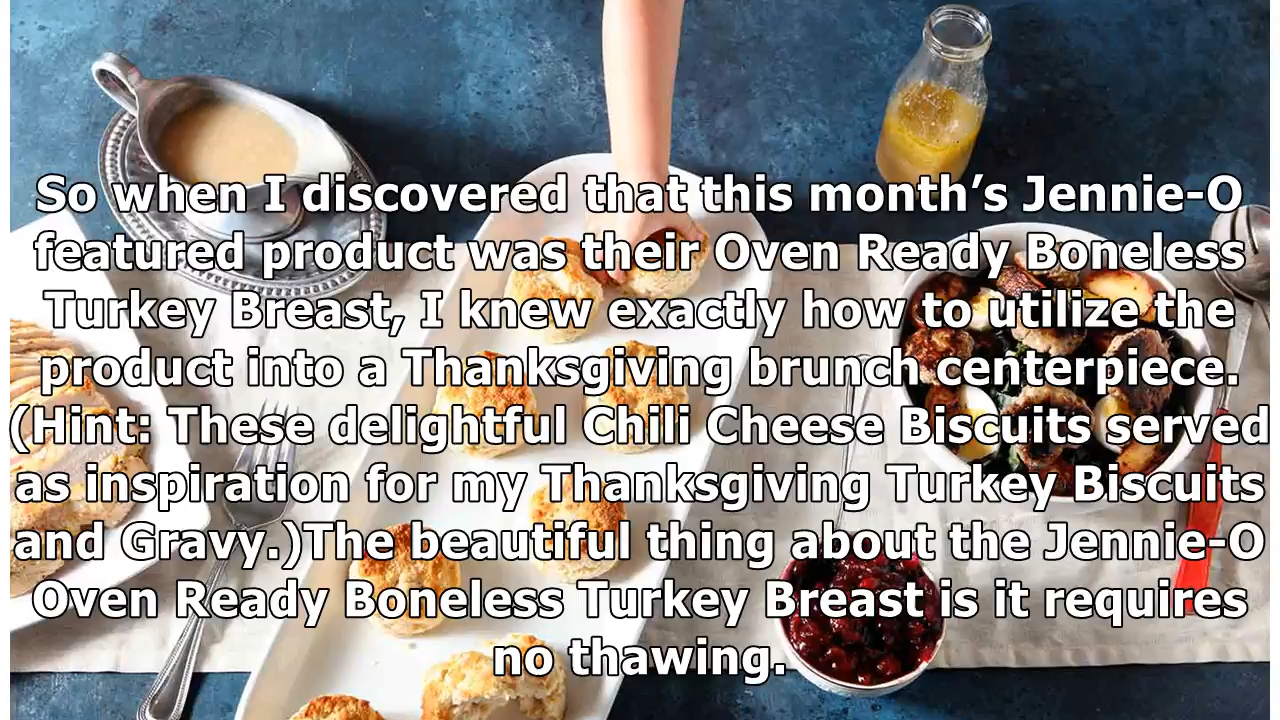 So when I discovered that this month’s Jennie-O
featured product was their Oven Ready Boneless
Turkey Breast, I knew exactly how to utilize the
product into a Thanksgiving brunch centerpiece.
(Hint: These delightful Chili Cheese Biscuits served
as inspiration for my Thanksgiving Turkey Biscuits
and Gravy.)The beautiful thing about the Jennie-O
Oven Ready Boneless Turkey Breast is it requires
no thawing.